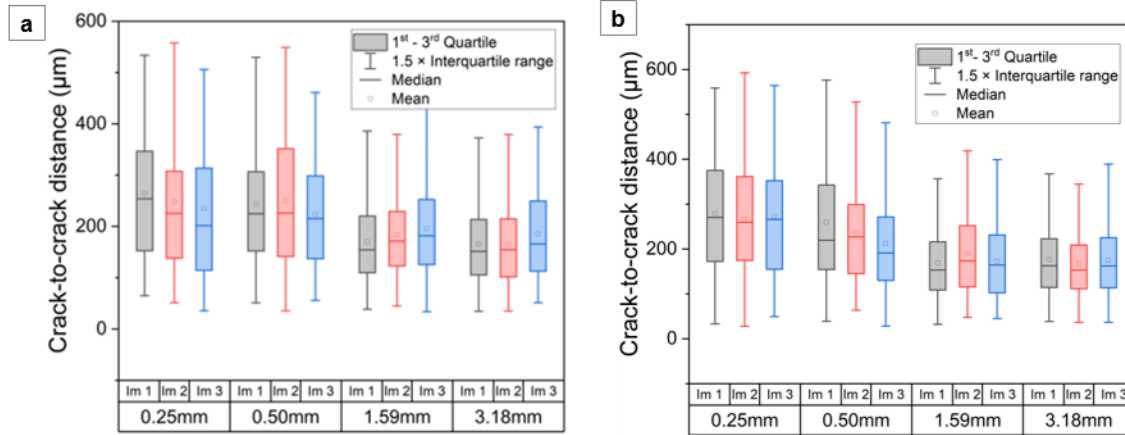 a
600
400
200
0
Crack-to-crack distance (µm)
1st - 3rd Quartile
1.5 × Interquartile range
Median
Mean
Im 1 Im 2 Im 3 Im 1 Im 2 Im 3 Im 1 Im 2 Im 3 Im 1 Im 2 Im 3
0.25mm 0.50mm 1.59mm 3.18mm
b
600
400
200
0
Crack-to-crack distance (µm)
1st- 3rd Quartile
1.5 × Interquartile range
Median
Mean
Im 1 Im 2 Im 3 Im 1 Im 2 Im 3 Im 1 Im 2 Im 3 Im 1 Im 2 Im 3
0.25mm 0.50mm 1.59mm 3.18mm